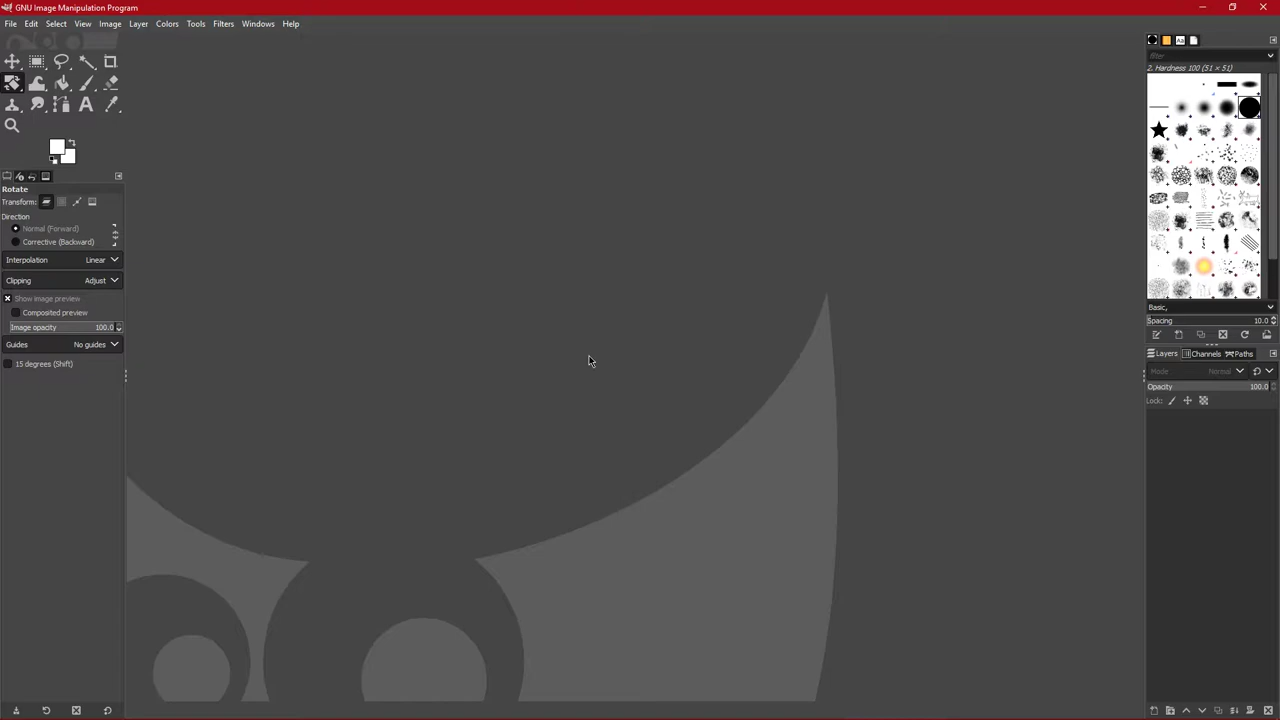 GNU Image Manipulation Program
File Edit Select View Image Layer Colors Tools Filters Windows Help
filter
2. Hardness 100 (51 × 51)
Rotate
Transform:
Direction
Normal (Forward)
Corrective (Backward)
Interpolation Linear
Clipping Adjust
Show image preview
Composited preview
Image opacity 100.0
Guides No guides
15 degrees (Shift)
Basic,
Spacing 10.0
Layers Channels Paths
Mode Normal
Opacity 100.0
Lock: